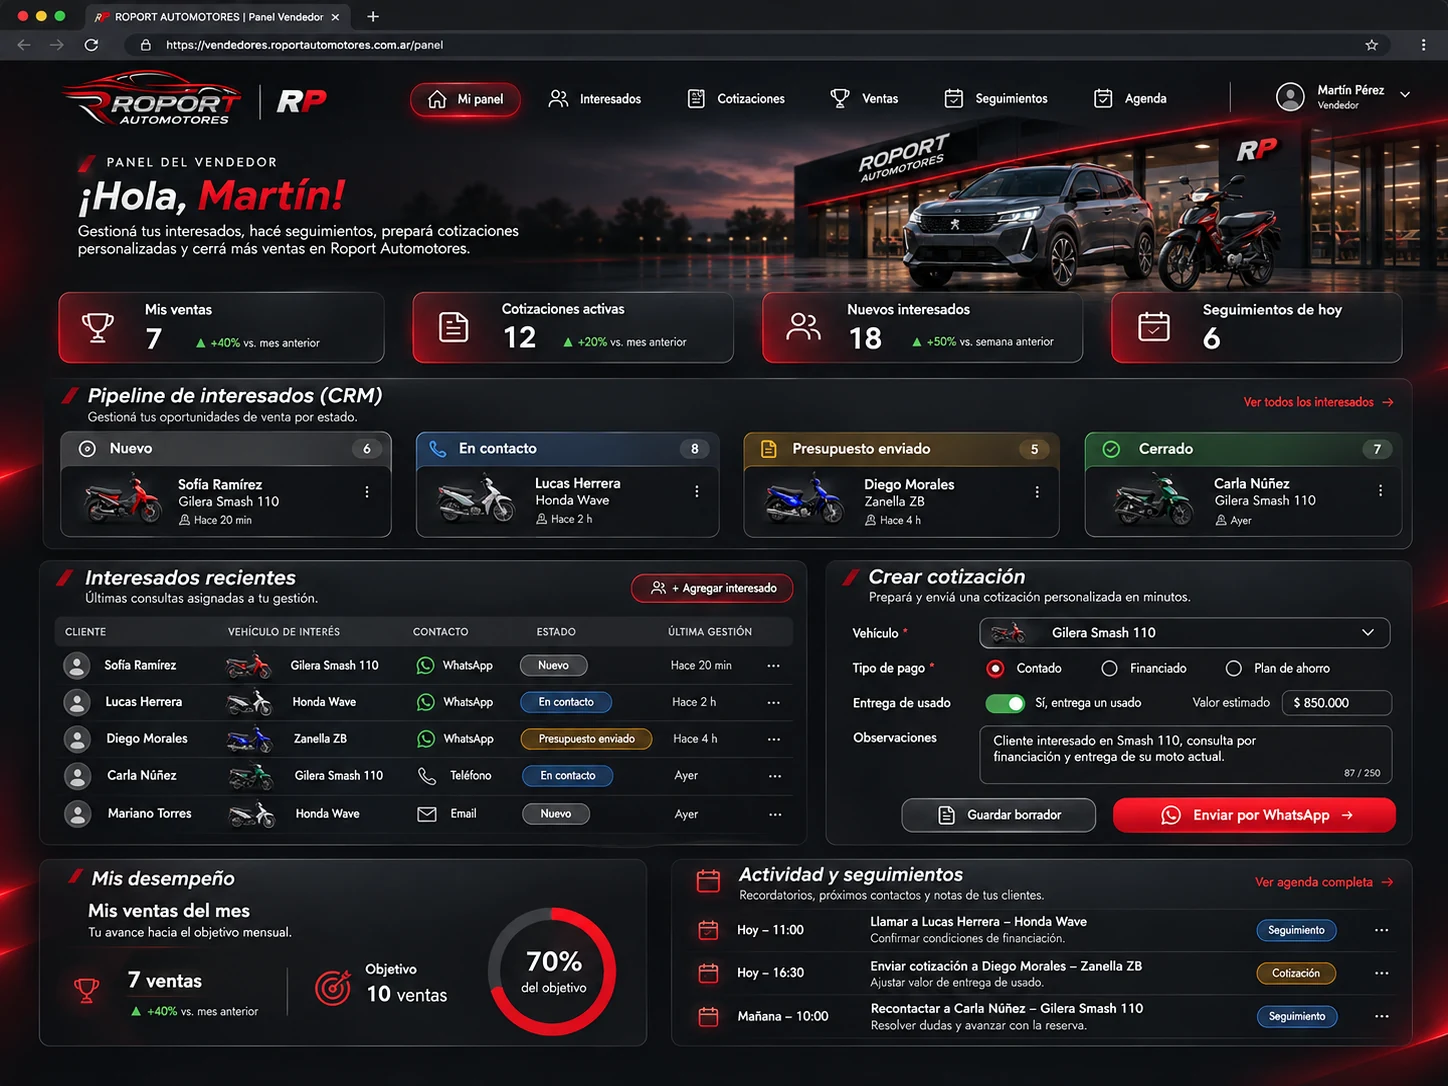 RP ROPORT AUTOMOTORES | Panel Vendedor
https://vendedores.roportautomotores.com.ar/panel
ROPORT
AUTOMOTORES
RP
Mi panel
Interesados
Cotizaciones
Ventas
Seguimientos
Agenda
Martín Pérez
Vendedor
ROPORT
AUTOMOTORES
RP
PANEL DEL VENDEDOR
¡Hola, Martín!
Gestioná tus interesados, hacé seguimientos, prepará cotizaciones
personalizadas y cerrá más ventas en Roport Automotores.
Mis ventas
7 ▲ +40% vs. mes anterior
Cotizaciones activas
12 ▲ +20% vs. mes anterior
Nuevos interesados
18 ▲ +50% vs. semana anterior
Seguimientos de hoy
6
Pipeline de interesados (CRM)
Gestioná tus oportunidades de venta por estado.
Ver todos los interesados →
Nuevo 6
Sofía Ramírez
Gilera Smash 110
Hace 20 min
En contacto 8
Lucas Herrera
Honda Wave
Hace 2 h
Presupuesto enviado 5
Diego Morales
Zanella ZB
Hace 4 h
Cerrado 7
Carla Núñez
Gilera Smash 110
Ayer
Interesados recientes
Últimas consultas asignadas a tu gestión.
+ Agregar interesado
CLIENTE VEHÍCULO DE INTERÉS CONTACTO ESTADO ÚLTIMA GESTIÓN
Sofía Ramírez Gilera Smash 110 WhatsApp Nuevo Hace 20 min
Lucas Herrera Honda Wave WhatsApp En contacto Hace 2 h
Diego Morales Zanella ZB WhatsApp Presupuesto enviado Hace 4 h
Carla Núñez Gilera Smash 110 Teléfono En contacto Ayer
Mariano Torres Honda Wave Email Nuevo Ayer
Crear cotización
Prepará y enviá una cotización personalizada en minutos.
Vehículo * Gilera Smash 110
Tipo de pago * Contado Financiado Plan de ahorro
Entrega de usado Sí, entrega un usado Valor estimado $ 850.000
Observaciones
Cliente interesado en Smash 110, consulta por
financiación y entrega de su moto actual.
87 / 250
Guardar borrador
Enviar por WhatsApp →
Mis desempeño
Mis ventas del mes
Tu avance hacia el objetivo mensual.
7 ventas
▲ +40% vs. mes anterior
Objetivo
10 ventas
70%
del objetivo
Actividad y seguimientos
Recordatorios, próximos contactos y notas de tus clientes.
Ver agenda completa →
Hoy – 11:00
Llamar a Lucas Herrera – Honda Wave
Confirmar condiciones de financiación.
Seguimiento
Hoy – 16:30
Enviar cotización a Diego Morales – Zanella ZB
Ajustar valor de entrega de usado.
Cotización
Mañana – 10:00
Recontactar a Carla Núñez – Gilera Smash 110
Resolver dudas y avanzar con la reserva.
Seguimiento